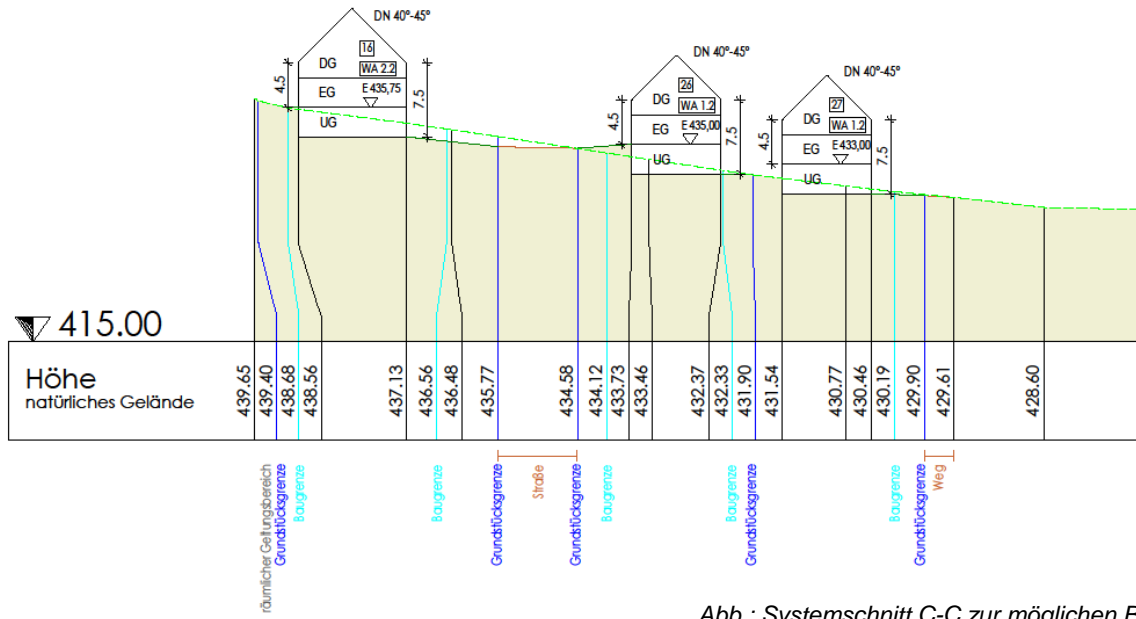 DN 40°-45°
16
DG
WA 2.2
4.5
EG
E 435,75
7.5
UG
DN 40°-45°
26
DG
WA 1.2
4.5
EG
E 435,00
7.5
UG
DN 40°-45°
27
DG
WA 1.2
4.5
EG
E 433,00
7.5
UG
415.00
Höhe
natürliches Gelände
439.65
439.40
438.68
438.56
437.13
436.56
436.48
435.77
434.58
434.12
433.73
433.46
432.37
432.33
431.90
431.54
430.77
430.46
430.19
429.90
429.61
428.60
räumlicher Geltungsbereich
Grundstücksgrenze
Baugrenze
Baugrenze
Grundstücksgrenze
Straße
Grundstücksgrenze
Baugrenze
Baugrenze
Grundstücksgrenze
Baugrenze
Grundstücksgrenze
Weg
Abb.: Systemschnitt C-C zur möglichen B